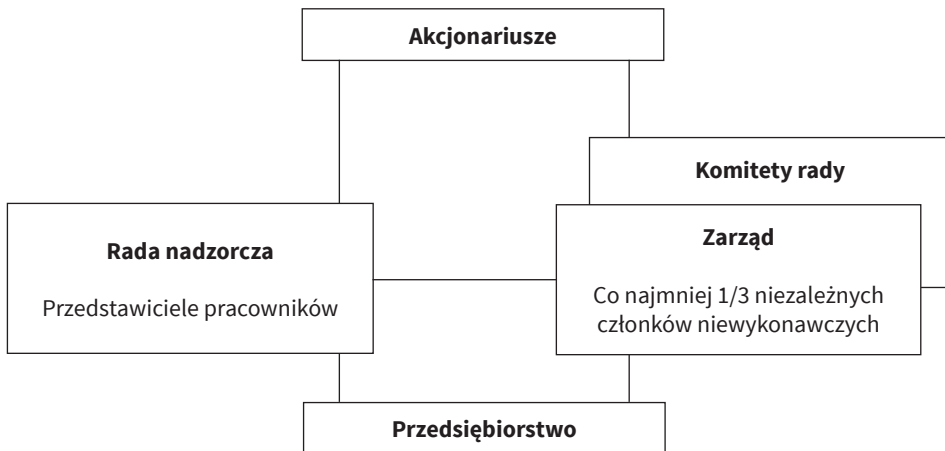 Akcjonariusze
Komitety rady
Rada nadzorcza
Przedstawiciele pracowników
Zarząd
Co najmniej 1/3 niezależnych
członków niewykonawczych
Przedsiębiorstwo